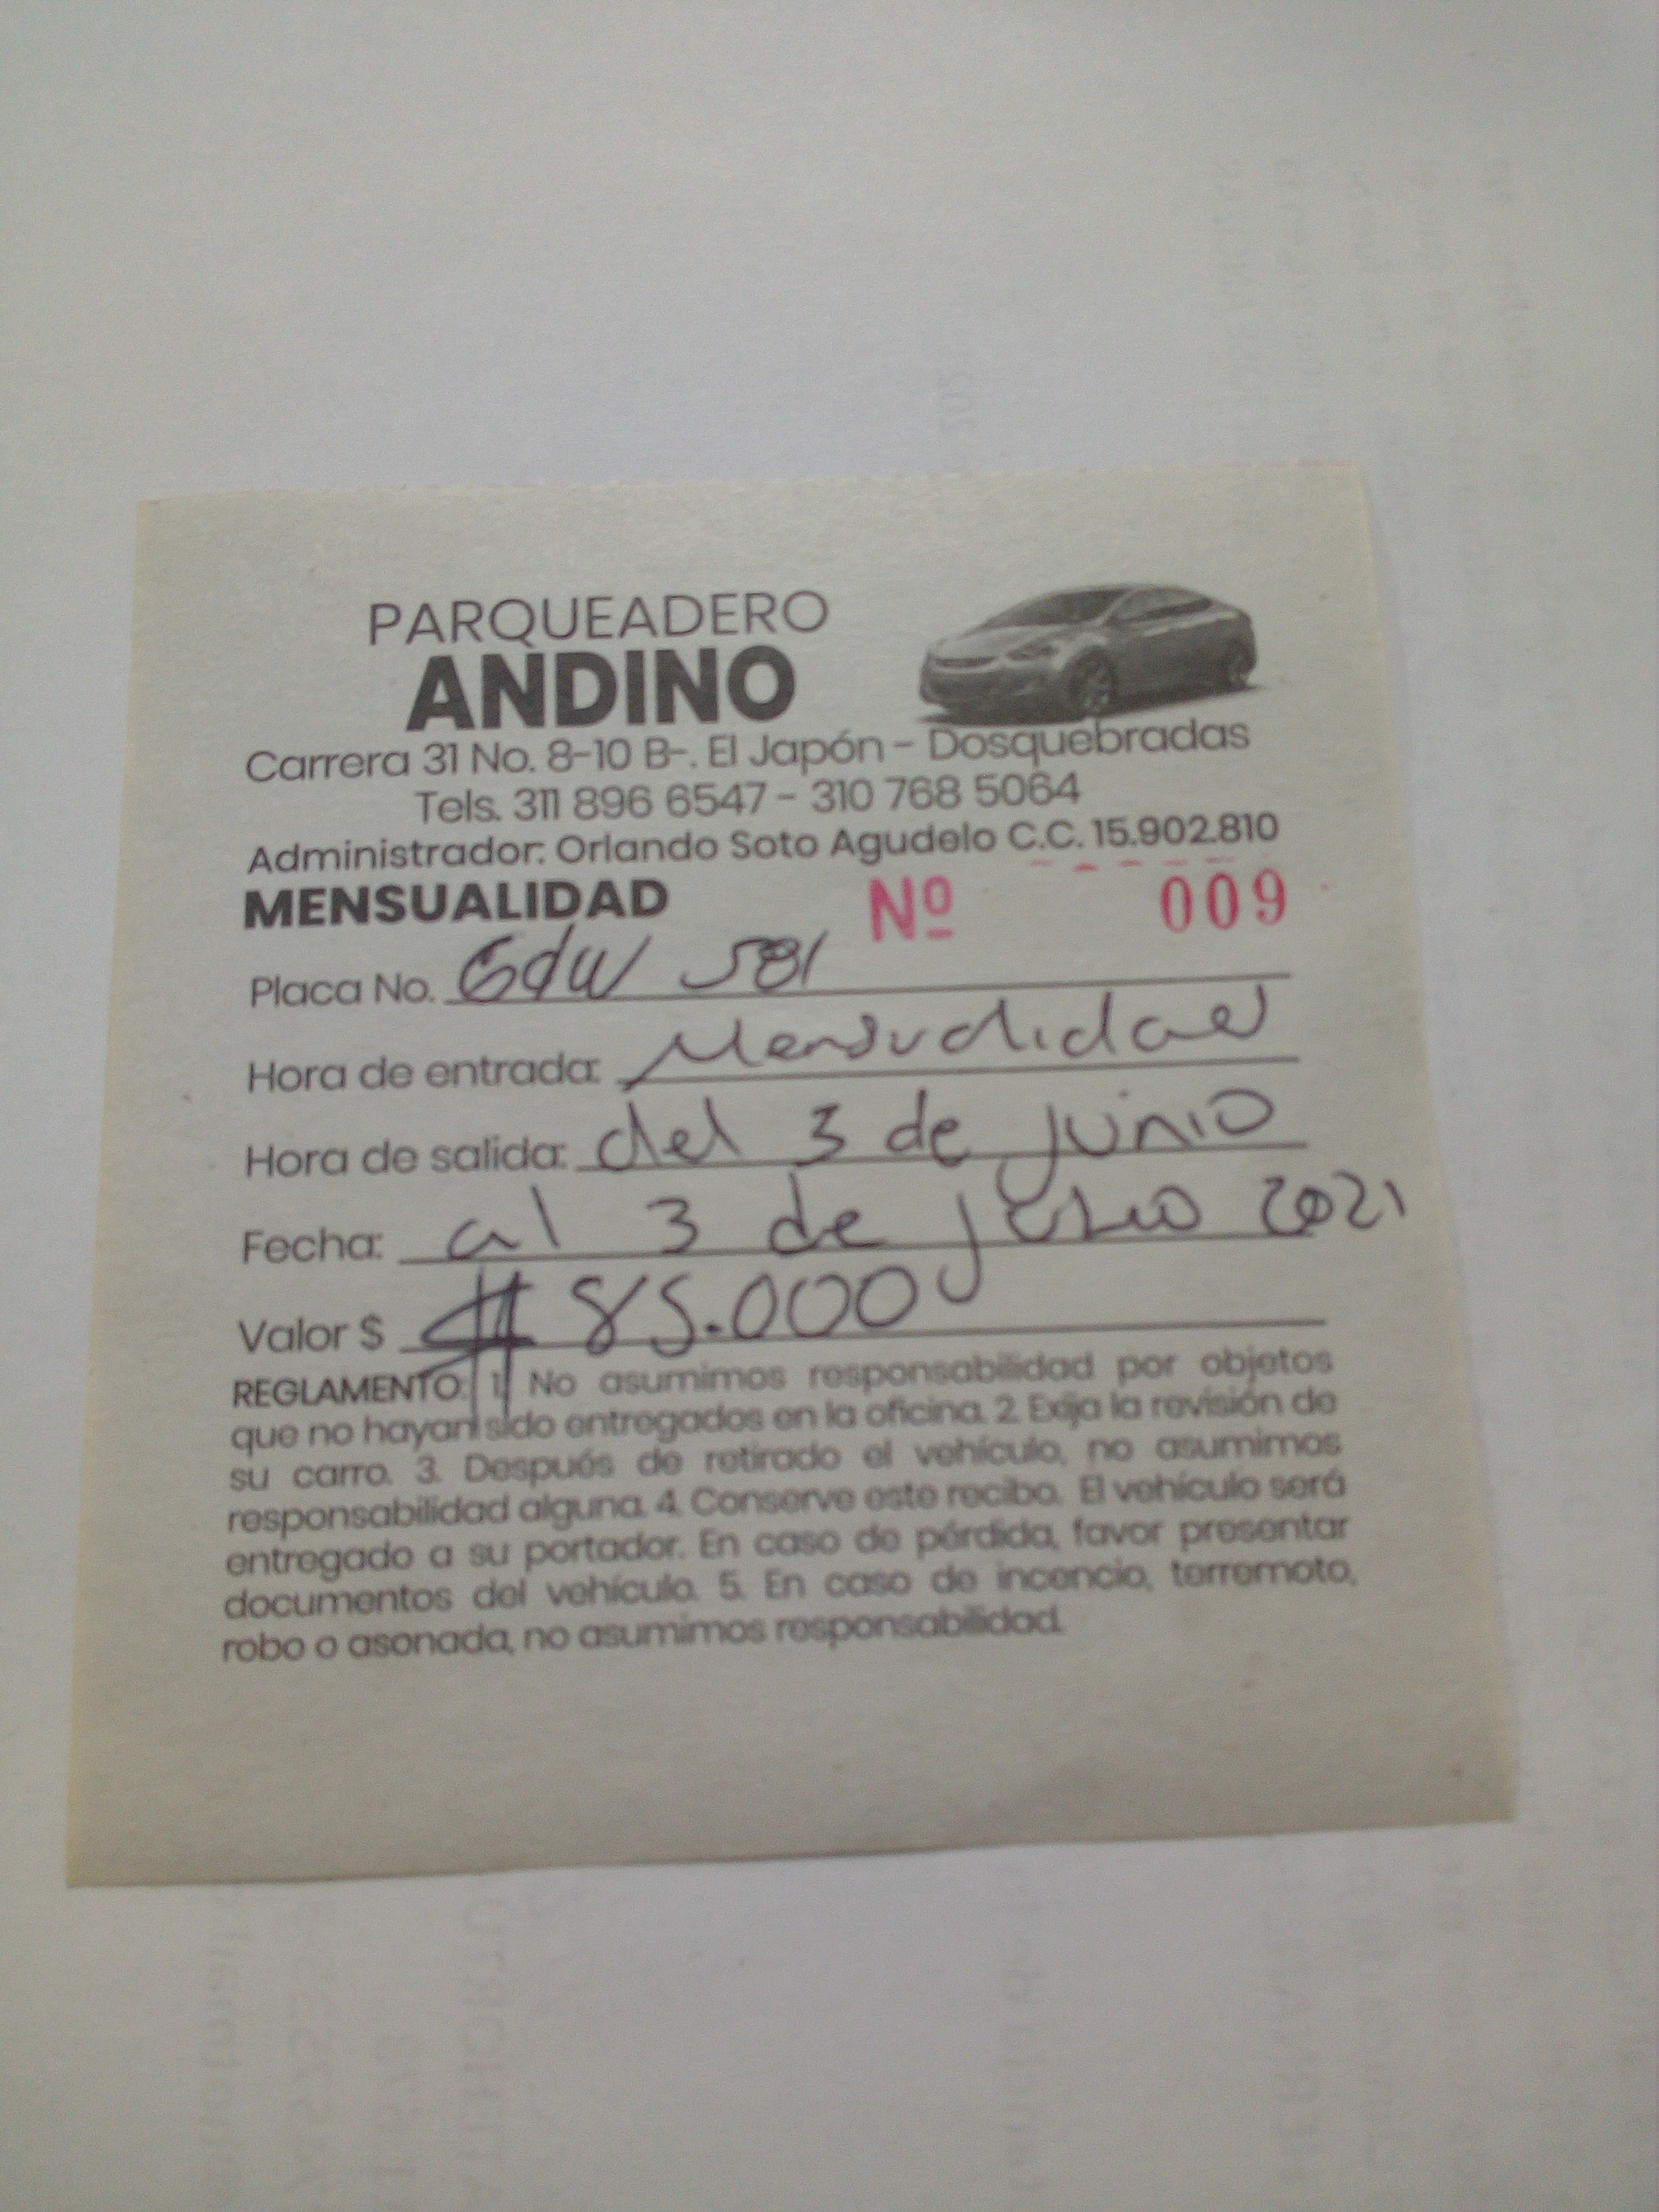 PARQUEADERO
ANDINO
Carrera 31 No. 8-10 B-. El Japón - Dosquebradas
Tels. 311 896 6547 - 310 768 5064
Administrador: Orlando Soto Agudelo C.C. 15.902.810
MENSUALIDAD Nº 009
Placa No. Gdw 581
Hora de entrada: Mensualidad
Hora de salida: del 3 de junio
Fecha: al 3 de julio 2021
Valor $ $ 85.000
REGLAMENTO: 1. No asumimos responsabilidad por objetos
que no hayan sido entregados en la oficina. 2. Exija la revisión de
su carro. 3. Después de retirado el vehículo, no asumimos
responsabilidad alguna. 4. Conserve este recibo. El vehículo será
entregado a su portador. En caso de pérdida, favor presentar
documentos del vehículo. 5. En caso de incencio, terremoto,
robo o asonada, no asumimos responsabilidad.